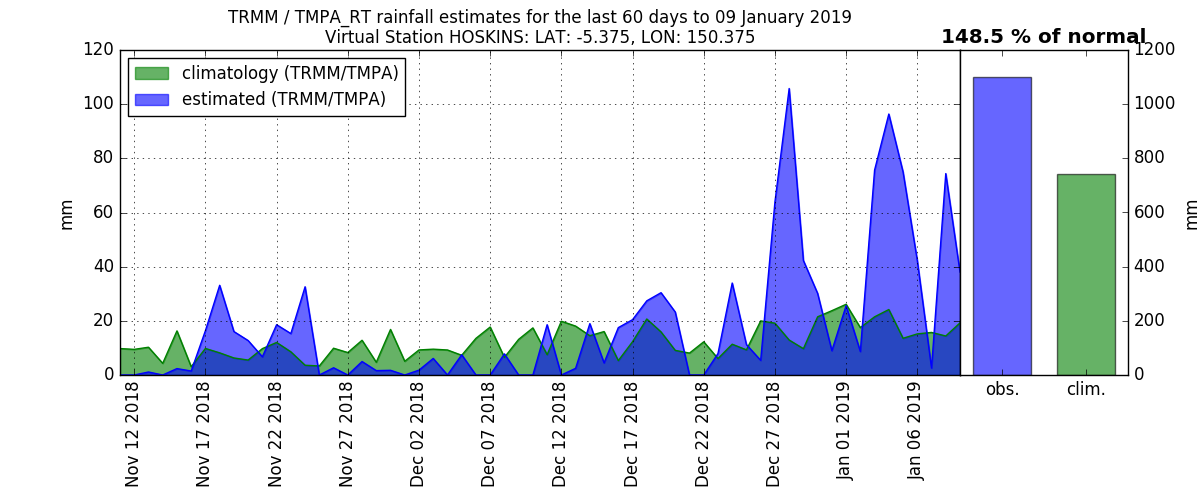 TRMM / TMPA_RT rainfall estimates for the last 60 days to 09 January 2019
Virtual Station HOSKINS: LAT: -5.375, LON: 150.375
148.5 % of normal
climatology (TRMM/TMPA)
estimated (TRMM/TMPA)
mm
120
100
80
60
40
20
0
Nov 12 2018
Nov 17 2018
Nov 22 2018
Nov 27 2018
Dec 02 2018
Dec 07 2018
Dec 12 2018
Dec 17 2018
Dec 22 2018
Dec 27 2018
Jan 01 2019
Jan 06 2019
1200
1000
800
600
400
200
0
mm
obs.
clim.